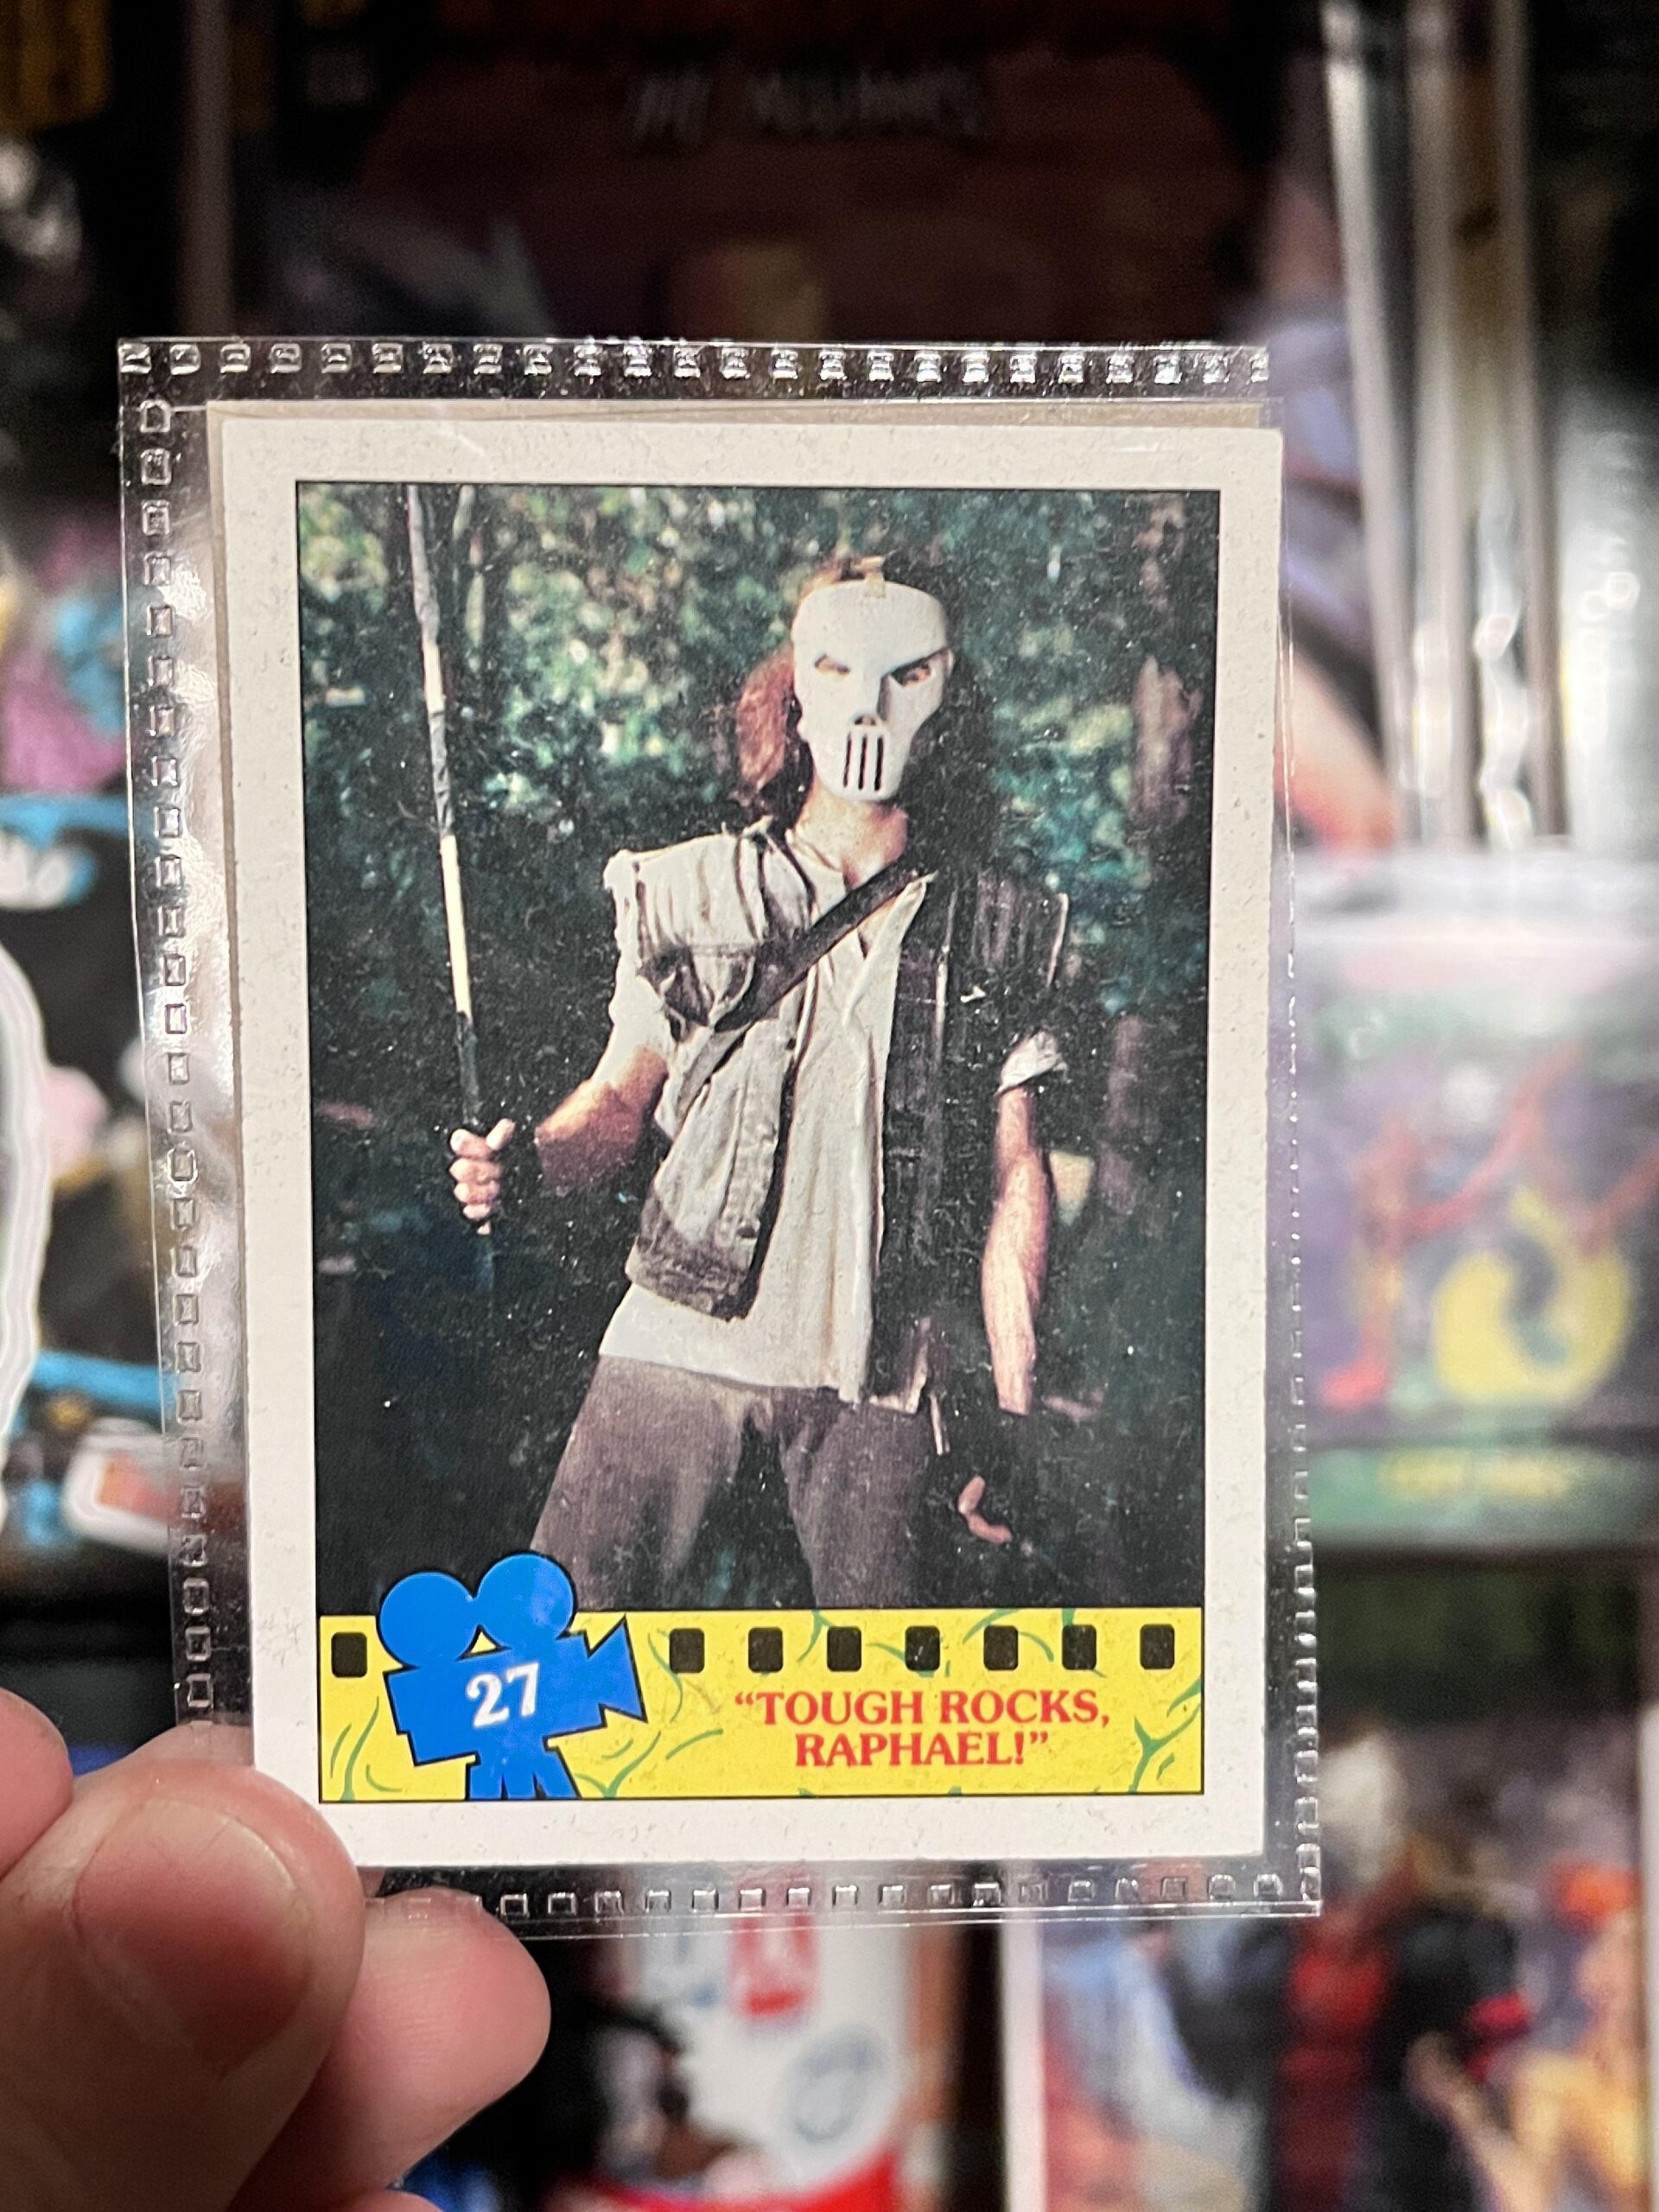 27
“TOUGH ROCKS,
RAPHAEL!”